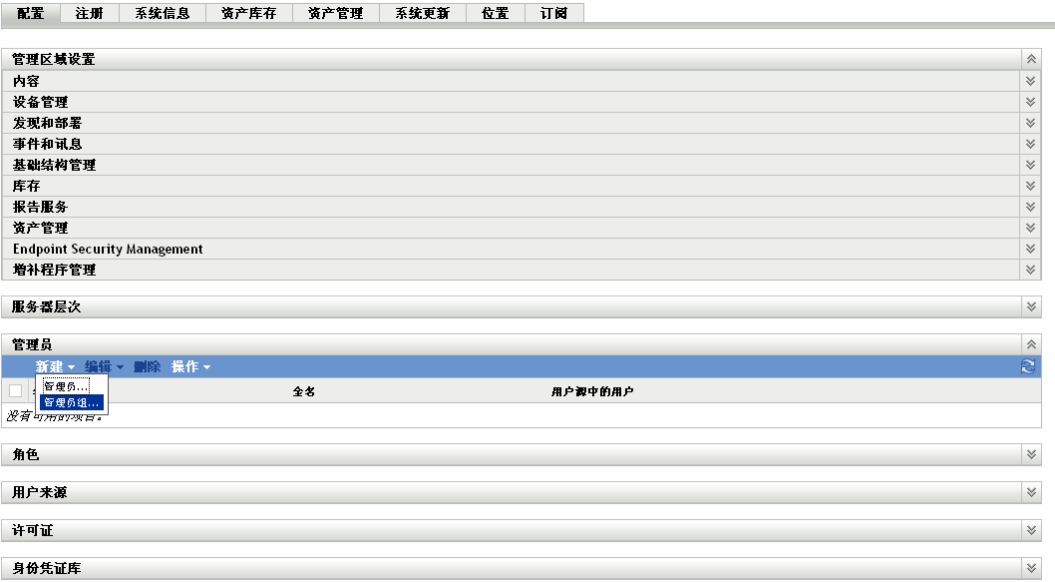 配置 注册 系统信息 资产库存 资产管理 系统更新 位置 订阅
管理区域设置
内容
设备管理
发现和部署
事件和讯息
基础结构管理
库存
报告服务
资产管理
Endpoint Security Management
增补程序管理
服务器层次
管理员
新建 编辑 删除 操作
管理员...
管理员组...
全名 用户源中的用户
没有可用的项目。
角色
用户来源
许可证
身份凭证库